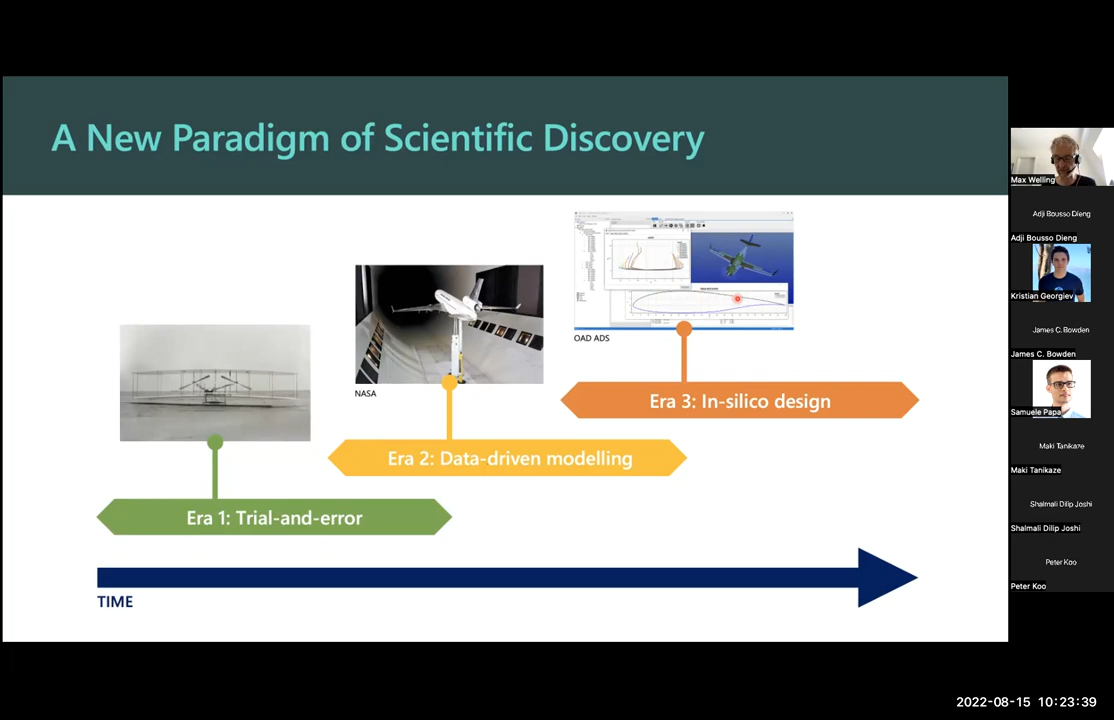 A New Paradigm of Scientific Discovery
OAD ADS
NASA
Era 3: In-silico design
Era 2: Data-driven modelling
Era 1: Trial-and-error
TIME
Max Welling
Adji Bousso Dieng
Adji Bousso Dieng
Kristian Georgiev
James C. Bowden
James C. Bowden
Samuele Papa
Maki Tanikaze
Maki Tanikaze
Shalmali Dilip Joshi
Shalmali Dilip Joshi
Peter Koo
Peter Koo
2022-08-15 10:23:39